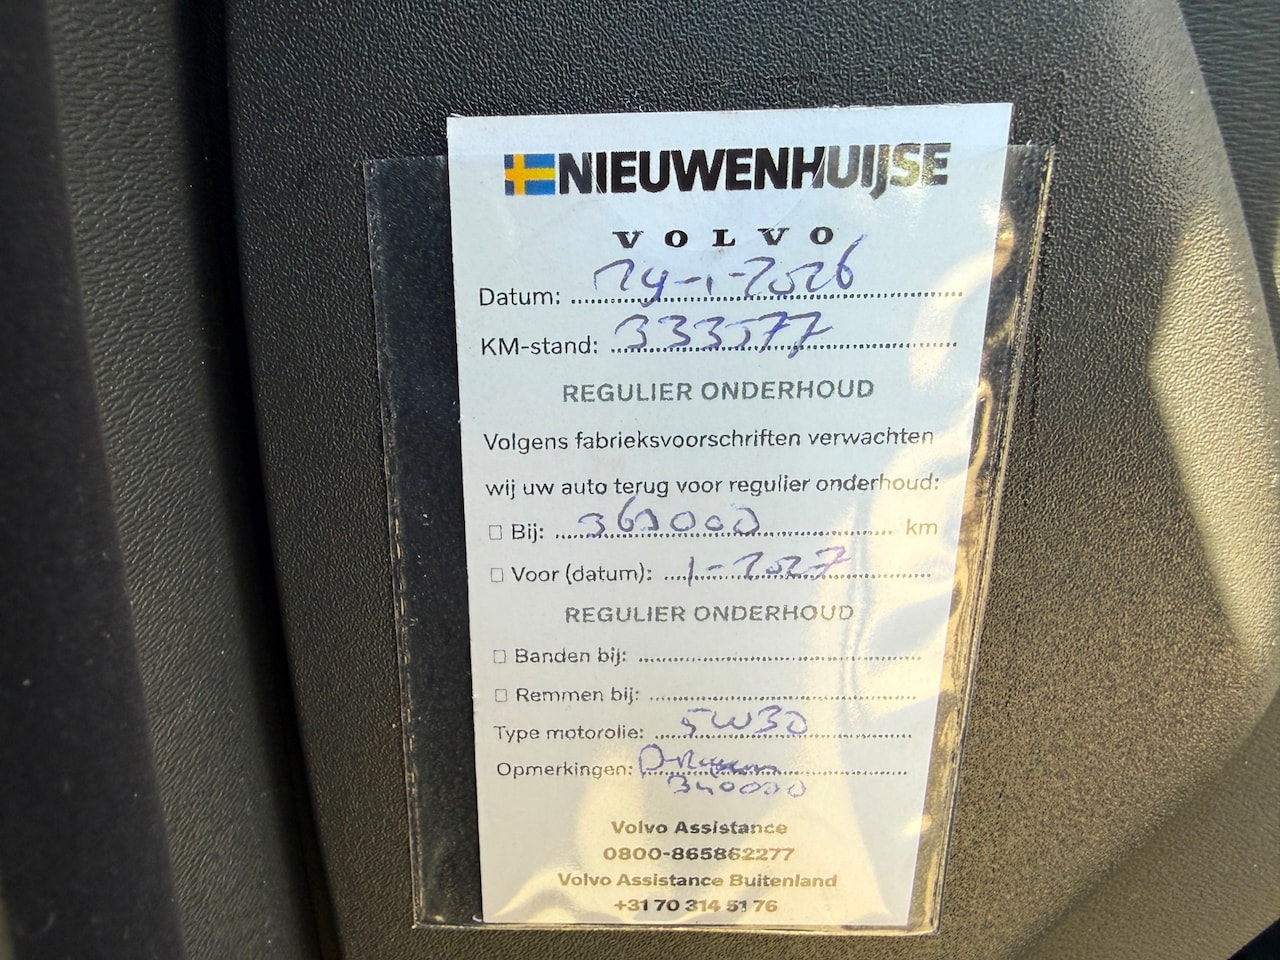 NIEUWENHUIJSE
VOLVO
Datum: -1-2026
KM-stand: 333577
REGULIER ONDERHOUD
Volgens fabrieksvoorschriften verwachten
wij uw auto terug voor regulier onderhoud:
Bij: 000 km
Voor (datum): 1-2027
REGULIER ONDERHOUD
Banden bij:
Remmen bij:
Type motorolie: 5W30
Opmerkingen:
340000
Volvo Assistance
0800-865862277
Volvo Assistance Buitenland
+31 70 314 51 76